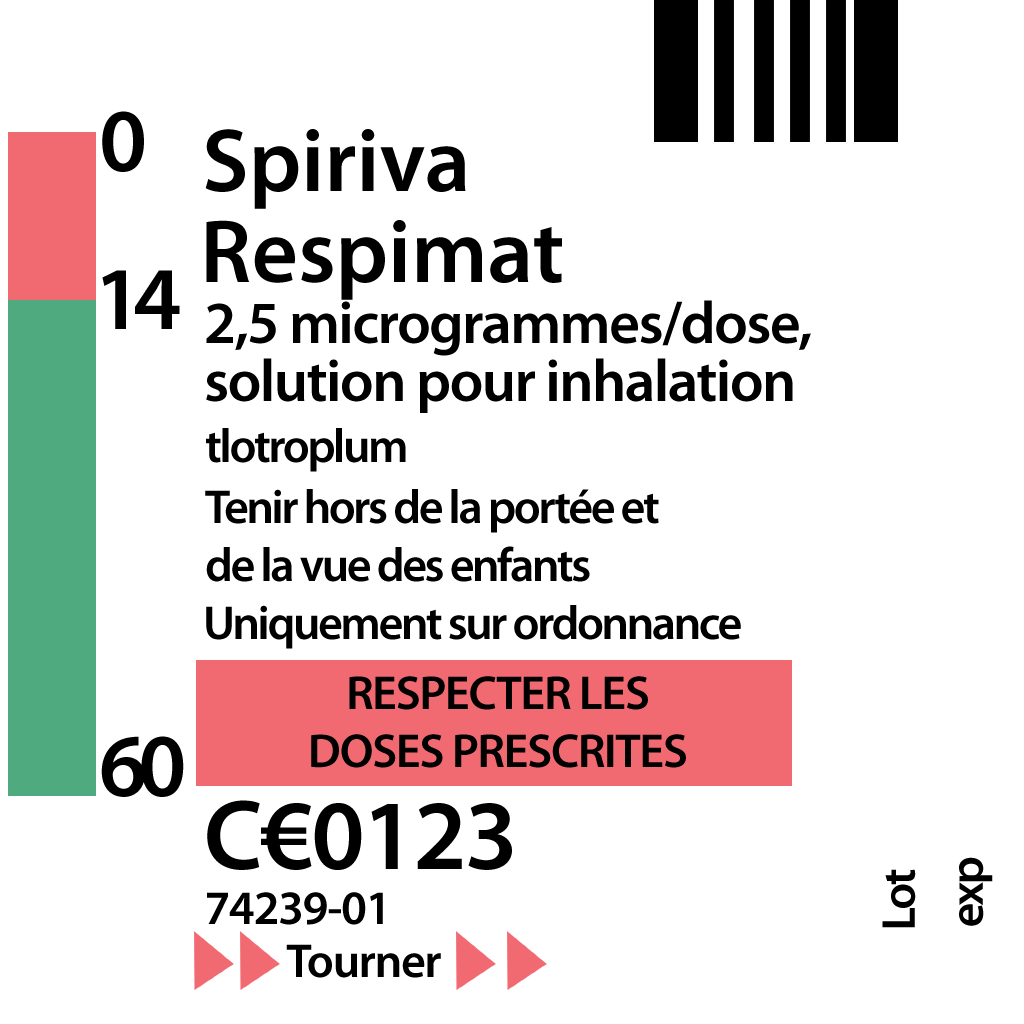 0
14
60
Spiriva
Respimat
2,5 microgrammes/dose,
solution pour inhalation
tlotroplum
Tenir hors de la portée et
de la vue des enfants
Uniquement sur ordonnance
RESPECTER LES
DOSES PRESCRITES
C€0123
74239-01
Tourner
Lot
exp